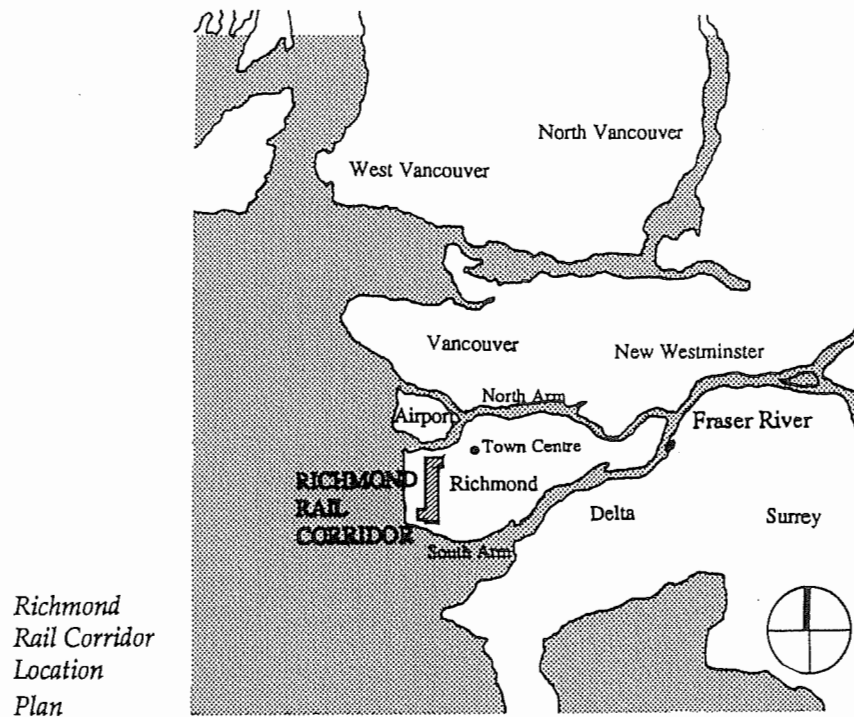 North Vancouver
West Vancouver
Vancouver
New Westminster
North Arm
Airport
Fraser River
Town Centre
RICHMOND
RAIL
CORRIDOR
Richmond
Delta
Surrey
South Arm
Richmond
Rail Corridor
Location
Plan